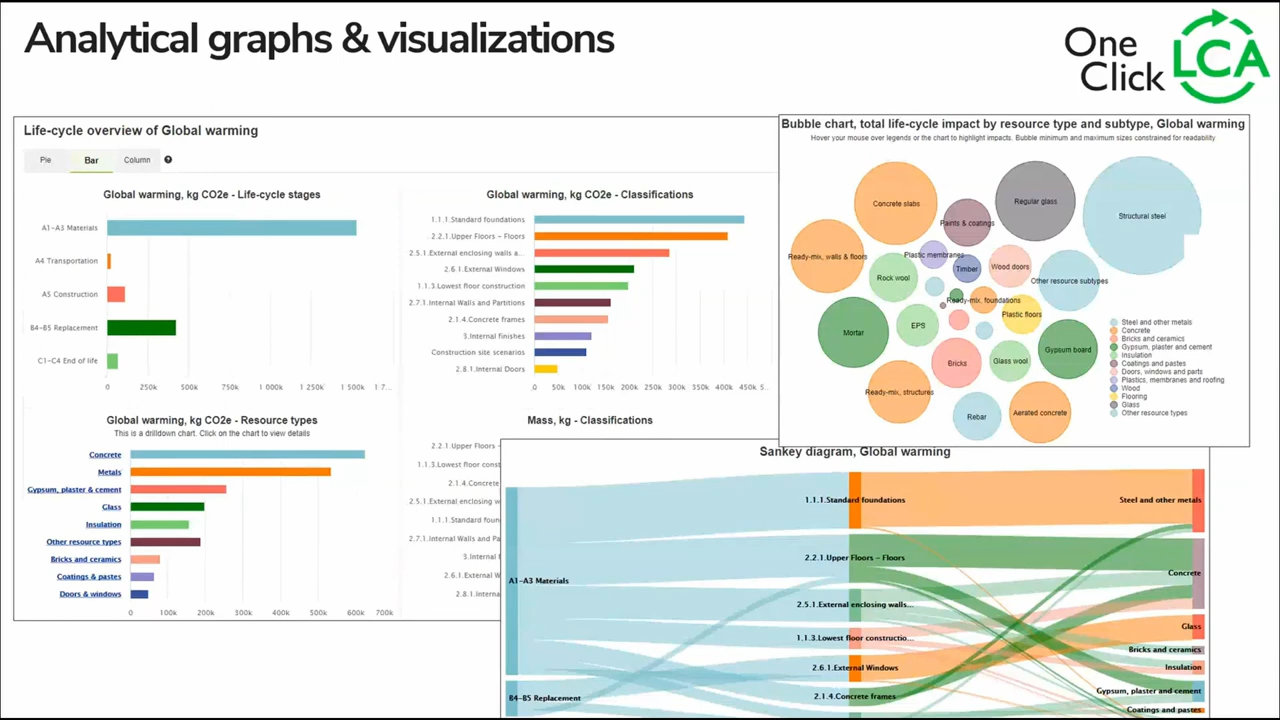 Analytical graphs & visualizations
One
Click
LCA
Life-cycle overview of Global warming
Pie
Bar
Column
?
Global warming, kg CO2e - Life-cycle stages
A1-A3 Materials
A4 Transportation
A5 Construction
B4-B5 Replacement
C1-C4 End of life
0 250k 500k 750k 1 000k 1 250k 1 500k 1 7...
Global warming, kg CO2e - Classifications
1.1.1.Standard foundations
2.2.1.Upper Floors – Floors
2.5.1.External enclosing walls a...
2.6.1.External Windows
1.1.3.Lowest floor construction
2.7.1.Internal Walls and Partitions
2.1.4.Concrete frames
3.Internal finishes
Construction site scenarios
2.8.1.Internal Doors
0 50k 100k 150k 200k 250k 300k 350k 400k 450k 5...
Global warming, kg CO2e - Resource types
This is a drilldown chart. Click on the chart to view details
Concrete
Metals
Gypsum, plaster & cement
Glass
Insulation
Other resource types
Bricks and ceramics
Coatings & pastes
Doors & windows
0 100k 200k 300k 400k 500k 600k 700k
Mass, kg - Classifications
2.2.1.Upper Floors -
1.1.3.Lowest floor const
2.1.4.Concrete
2.5.1.External enclosing w
1.1.1.Standard foun
2.7.1.Internal Walls and Pa
3.Internal f
2.6.1.External W
2.8.1.Interna
Bubble chart, total life-cycle impact by resource type and subtype, Global warming
Hover your mouse over legends or the chart to highlight impacts. Bubble minimum and maximum sizes constrained for readability
Concrete slabs
Paints & coatings
Regular glass
Structural steel
Ready-mix, walls & floors
Plastic membranes
Rock wool
Timber
Wood doors
Other resource subtypes
Ready-mix, foundations
Plastic floors
Mortar
EPS
Bricks
Glass wool
Gypsum board
Ready-mix, structures
Rebar
Aerated concrete
Steel and other metals
Concrete
Bricks and ceramics
Gypsum, plaster and cement
Insulation
Coatings and pastes
Doors, windows and parts
Plastics, membranes and roofing
Wood
Flooring
Glass
Other resource types
Sankey diagram, Global warming
A1-A3 Materials
B4-B5 Replacement
1.1.1.Standard foundations
2.2.1.Upper Floors – Floors
2.5.1.External enclosing walls...
1.1.3.Lowest floor constructio...
2.6.1.External Windows
2.1.4.Concrete frames
Steel and other metals
Concrete
Glass
Bricks and ceramics
Insulation
Gypsum, plaster and cement
Coatings and pastes